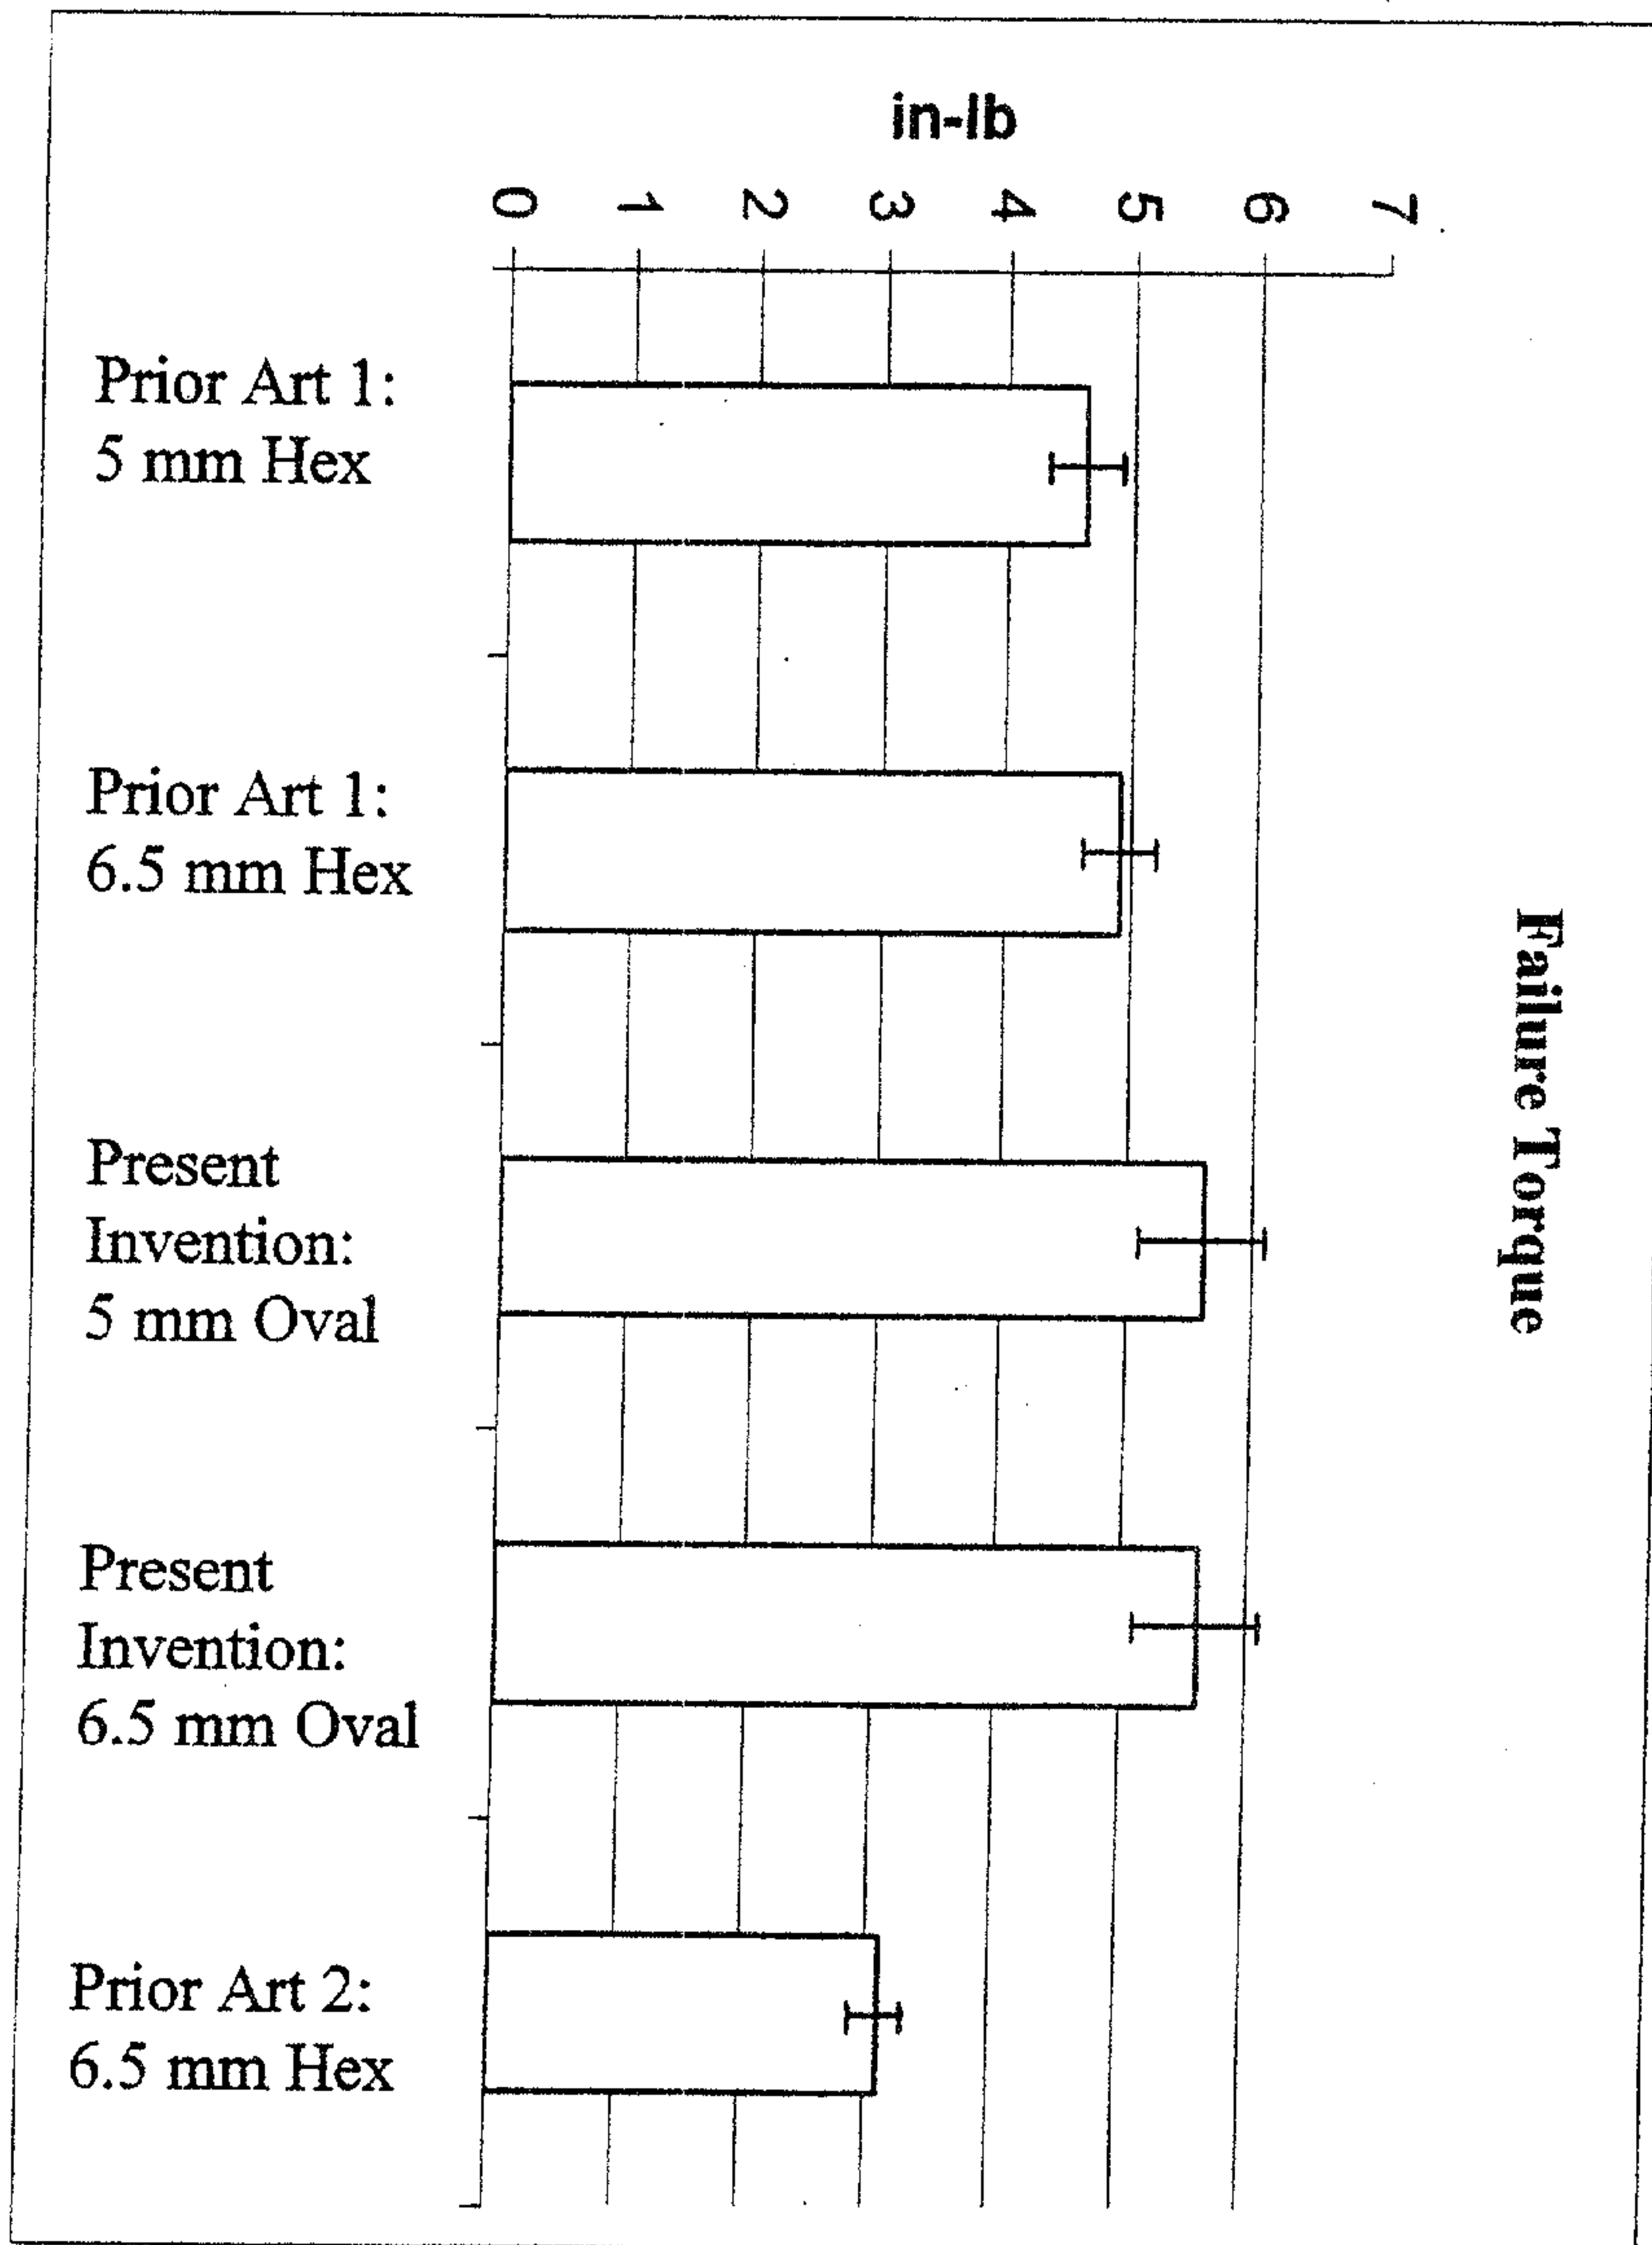 Failure Torque
in-lb
0
1
2
3
4
5
6
7
Prior Art 1:
5 mm Hex
Prior Art 1:
6.5 mm Hex
Present
Invention:
5 mm Oval
Present
Invention:
6.5 mm Oval
Prior Art 2:
6.5 mm Hex